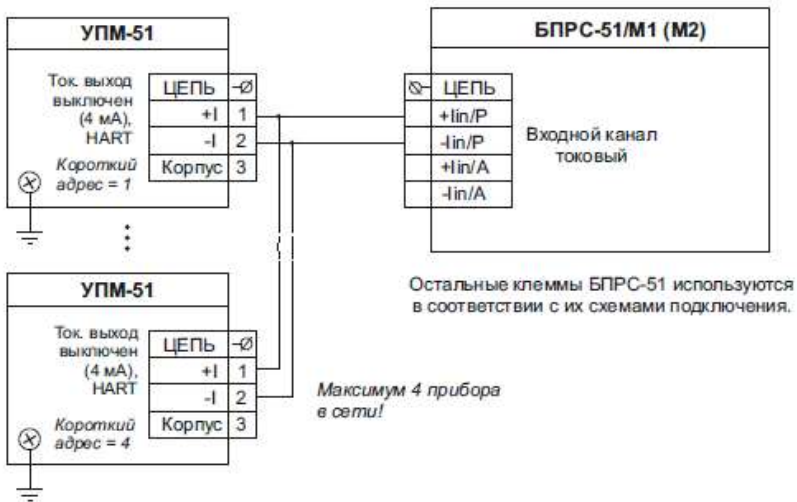 УПМ-51
Ток. выход
выключен
(4 мА),
HART
Короткий
адрес = 1
ЦЕПЬ
+I 1
-I 2
Корпус 3
БПРС-51/М1 (М2)
ЦЕПЬ
+Iin/P
-Iin/P
+Iin/A
-Iin/A
Входной канал
токовый
Остальные клеммы БПРС-51 используются
в соответствии с их схемами подключения.
УПМ-51
Ток. выход
выключен
(4 мА),
HART
Короткий
адрес = 4
ЦЕПЬ
+I 1
-I 2
Корпус 3
Максимум 4 прибора
в сети!